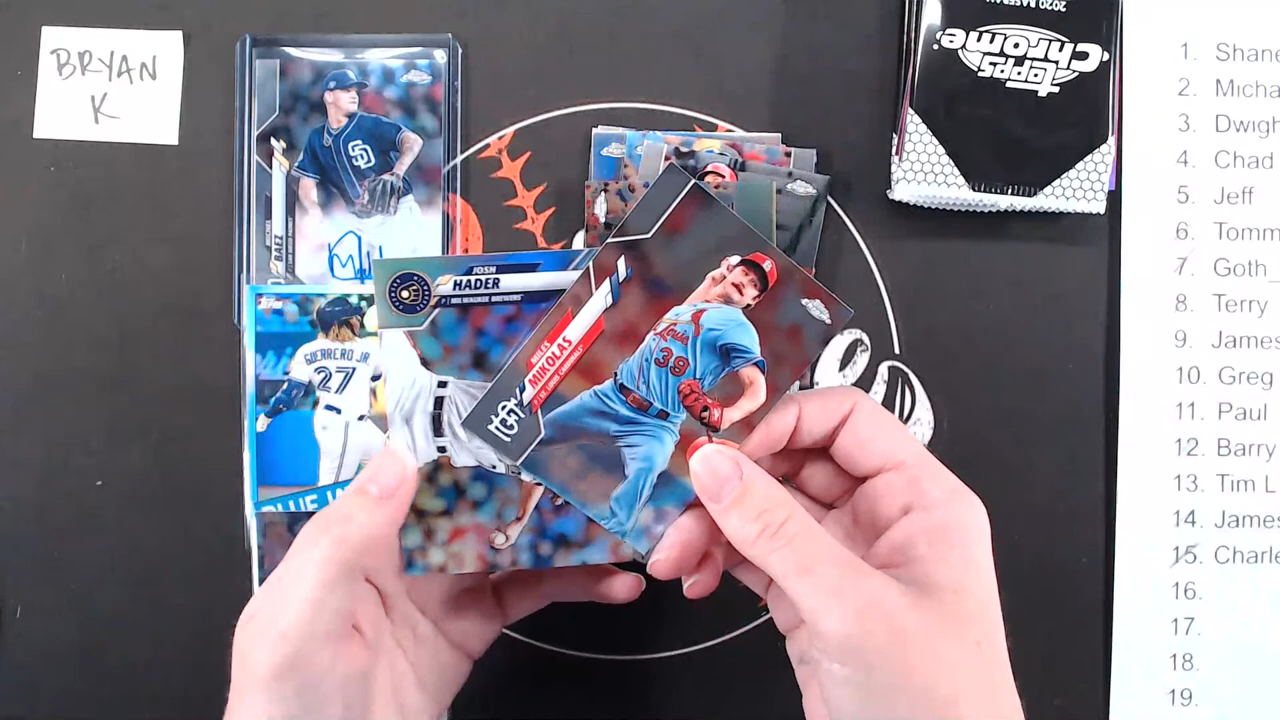 BRYAN
K
BAEZ
SD
Topps
GUERRERO JR.
27
JOSH
HADER
P | MILWAUKEE BREWERS
MILES
MIKOLAS
P | ST. LOUIS CARDINALS
39
2020 BASEBALL
topps
Chrome
1. Shane
2. Micha
3. Dwigh
4. Chad
5. Jeff
6. Tomm
7. Goth_
8. Terry
9. James
10. Greg
11. Paul
12. Barry
13. Tim L
14. James
15. Charle
16.
17.
18.
19.